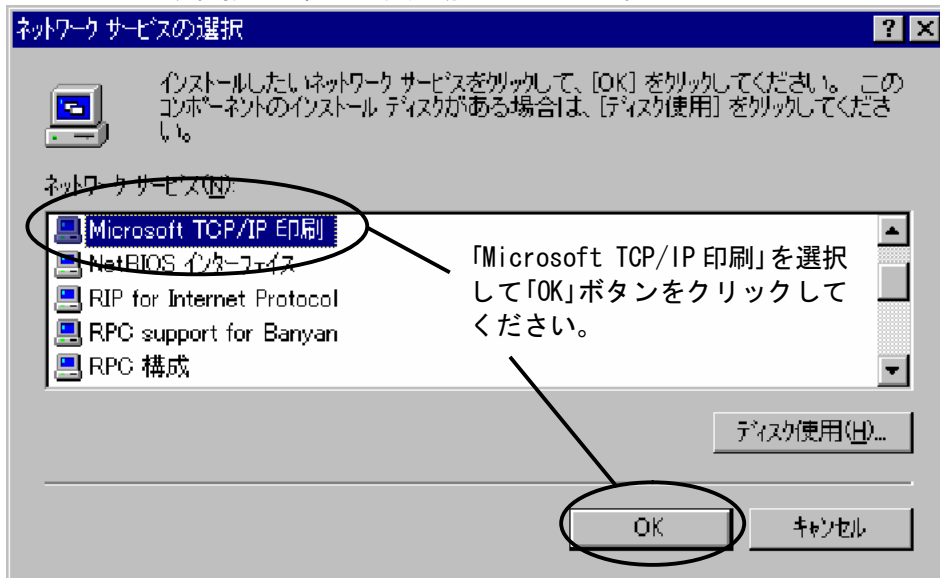 ネットワーク サービスの選択
インストールしたいネットワーク サービスをクリックして、[OK] をクリックしてください。 この
コンポーネントのインストール ディスクがある場合は、[ディスク使用] をクリックしてくださ
い。
ネットワーク サービス(N):
Microsoft TCP/IP 印刷
NetBIOS インターフェイス
RIP for Internet Protocol
RPC support for Banyan
RPC 構成
「Microsoft TCP/IP 印刷」を選択
して「OK」ボタンをクリックして
ください。
ディスク使用(H)...
OK
キャンセル